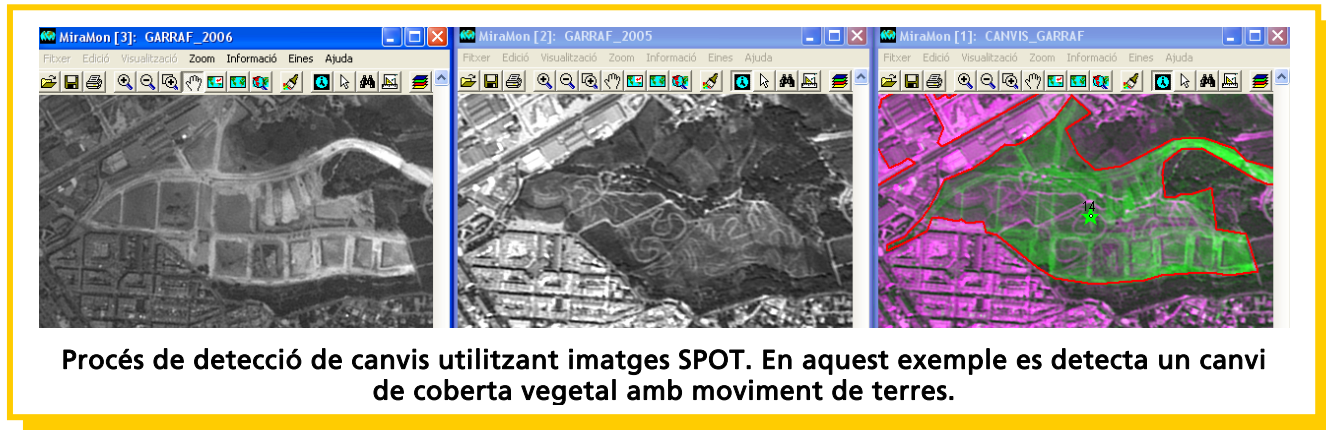 MiraMon [3]: GARRAF_2006
Fitxer Edició Visualització Zoom Informació Eines Ajuda
MiraMon [2]: GARRAF_2005
Fitxer Edició Visualització Zoom Informació Eines Ajuda
MiraMon [1]: CANVIS_GARRAF
Fitxer Edició Visualització Zoom Informació Eines Ajuda
14
Procés de detecció de canvis utilitzant imatges SPOT. En aquest exemple es detecta un canvi
de coberta vegetal amb moviment de terres.